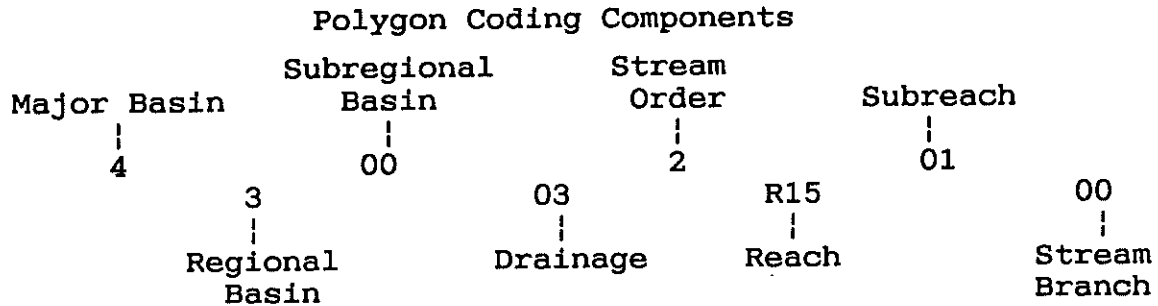 Polygon Coding Components
Subregional Stream
Major Basin Basin Order Subreach
4 00 2 01
3 03 R15 00
Regional Drainage Reach Stream
Basin Branch